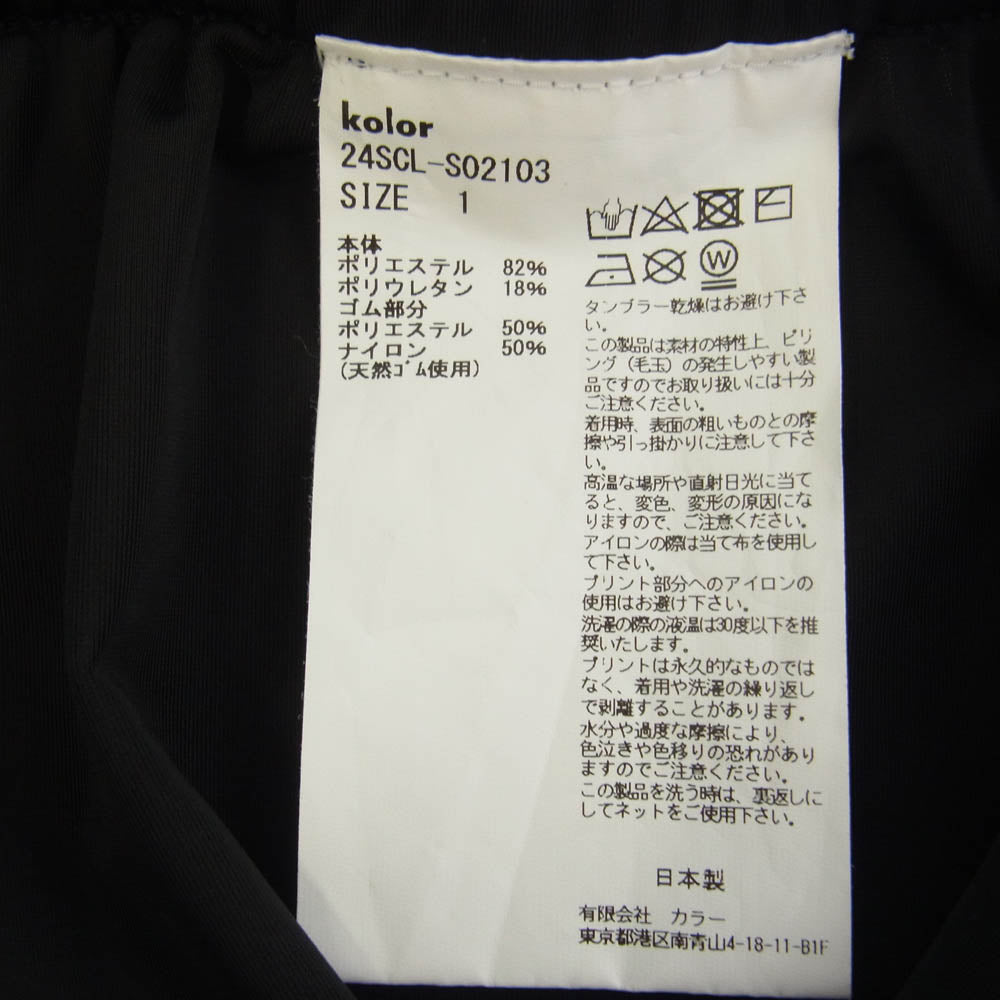 kolor
24SCL-S02103
SIZE 1
本体
ポリエステル 82%
ポリウレタン 18%
ゴム部分
ポリエステル 50%
ナイロン 50%
(天然ゴム使用)
W
タンブラー乾燥はお避け下さ
い。
この製品は素材の特性上、ピリ
ング(毛玉)の発生しやすい製
品ですのでお取り扱いには十分
ご注意ください。
着用時、表面の粗いものとの摩
擦や引っ掛かりに注意して下さ
い。
高温な場所や直射日光に当て
ると、変色、変形の原因にな
りますので、ご注意ください。
アイロンの際は当て布を使用し
て下さい。
プリント部分へのアイロンの
使用はお避け下さい。
洗濯の際の液温は30度以下を推
奨いたします。
プリントは永久的なものでは
なく、着用や洗濯の繰り返し
で剥離することがあります。
水分や過度な摩擦により、
色泣きや色移りの恐れがあり
ますのでご注意ください。
この製品を洗う時は、裏返しに
してネットをご使用下さい。
日本製
有限会社 カラー
東京都港区南青山4-18-11-B1F